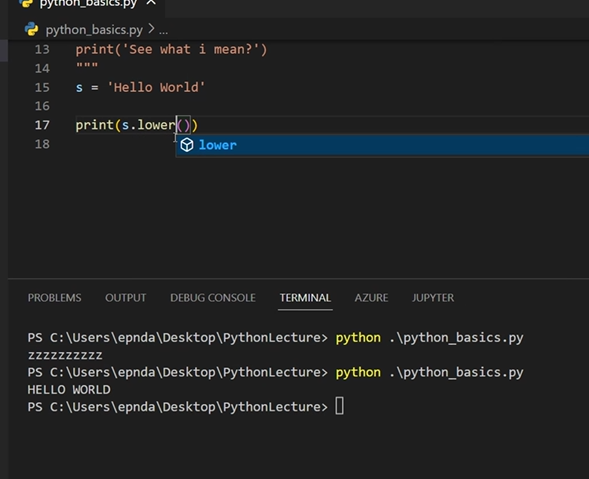 python_basics.py ×
python_basics.py > ...
13 print('See what i mean?')
14 """
15 s = 'Hello World'
16
17 print(s.lower())
lower
18
PROBLEMS OUTPUT DEBUG CONSOLE TERMINAL AZURE JUPYTER
PS C:\Users\epnda\Desktop\PythonLecture> python .\python_basics.py
zzzzzzzzzz
PS C:\Users\epnda\Desktop\PythonLecture> python .\python_basics.py
HELLO WORLD
PS C:\Users\epnda\Desktop\PythonLecture>